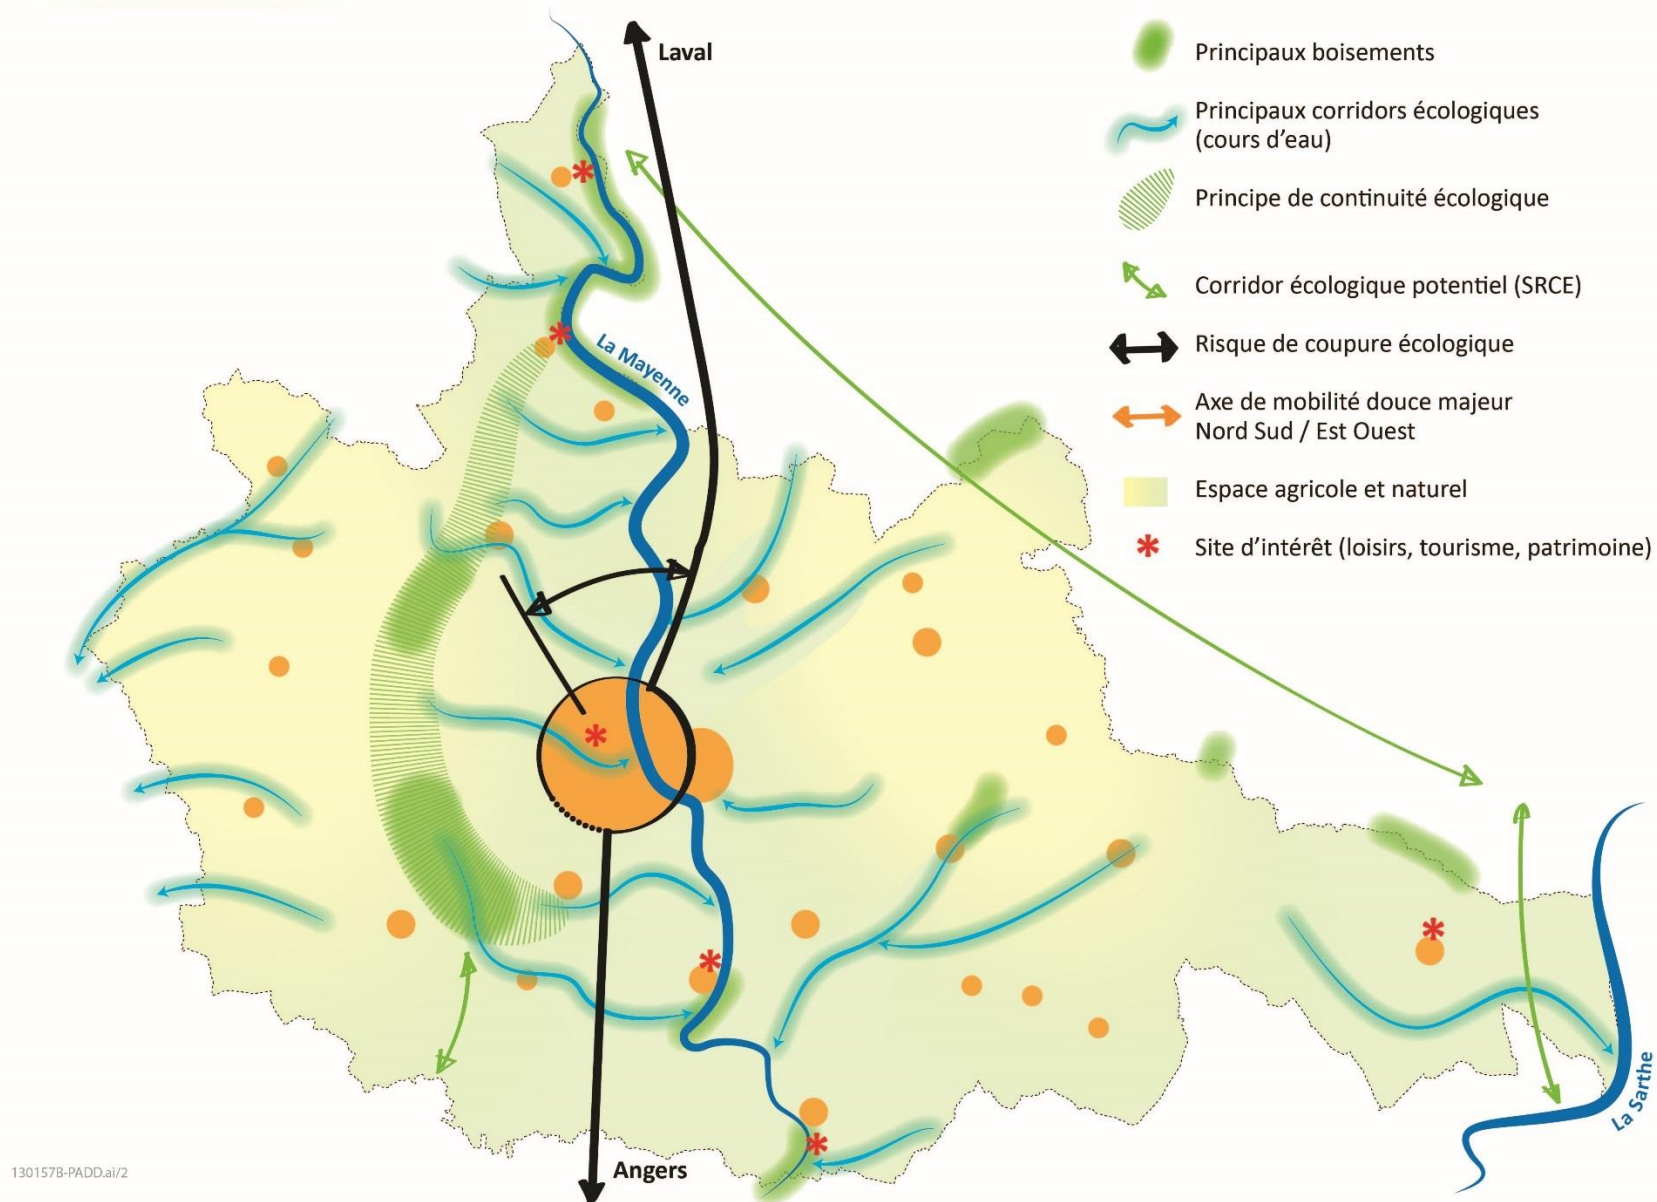 Laval
Principaux boisements
Principaux corridors écologiques
(cours d’eau)
Principe de continuité écologique
Corridor écologique potentiel (SRCE)
Risque de coupure écologique
Axe de mobilité douce majeur
Nord Sud / Est Ouest
Espace agricole et naturel
Site d’intérêt (loisirs, tourisme, patrimoine)
La Mayenne
La Sarthe
Angers
130157B-PADD.ai/2